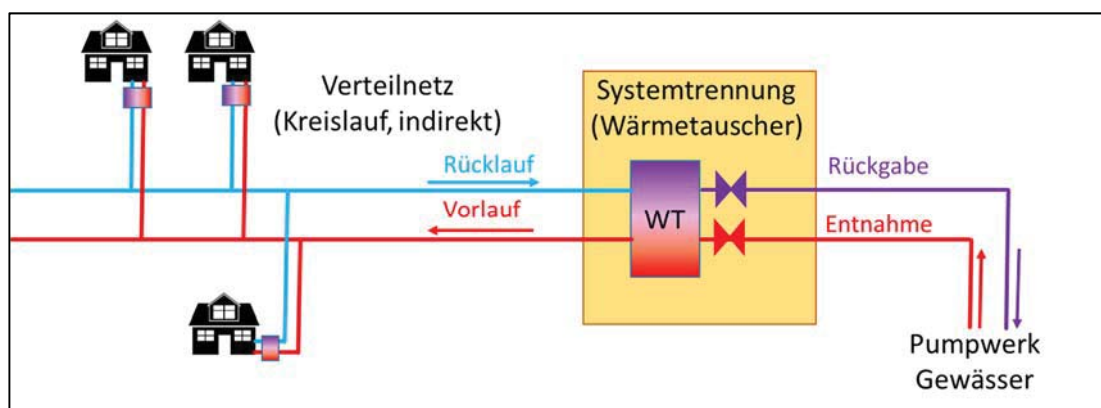 Verteilnetz
(Kreislauf, indirekt)
Systemtrennung
(Wärmetauscher)
Rücklauf
Rückgabe
Vorlauf
WT
Entnahme
Pumpwerk
Gewässer